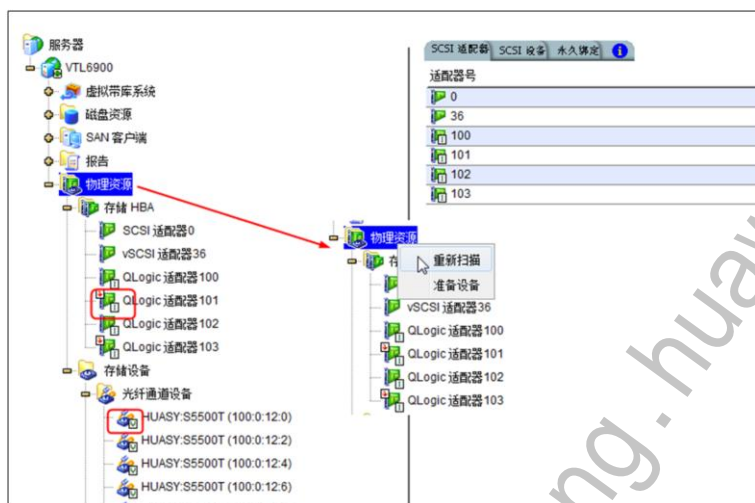 服务器
VTL6900
虚拟带库系统
磁盘资源
SAN 客户端
报告
物理资源
存储 HBA
SCSI 适配器0
vSCSI 适配器36
QLogic 适配器100
QLogic 适配器101
QLogic 适配器102
QLogic 适配器103
存储设备
光纤通道设备
HUASY:S5500T (100:0:12:0)
HUASY:S5500T (100:0:12:2)
HUASY:S5500T (100:0:12:4)
HUASY:S5500T (100:0:12:6)
物理资源
存
重新扫描
准备设备
vSCSI 适配器36
QLogic 适配器100
QLogic 适配器101
QLogic 适配器102
QLogic 适配器103
SCSI 适配器 SCSI 设备 永久绑定
适配器号
0
36
100
101
102
103
ng.huaw